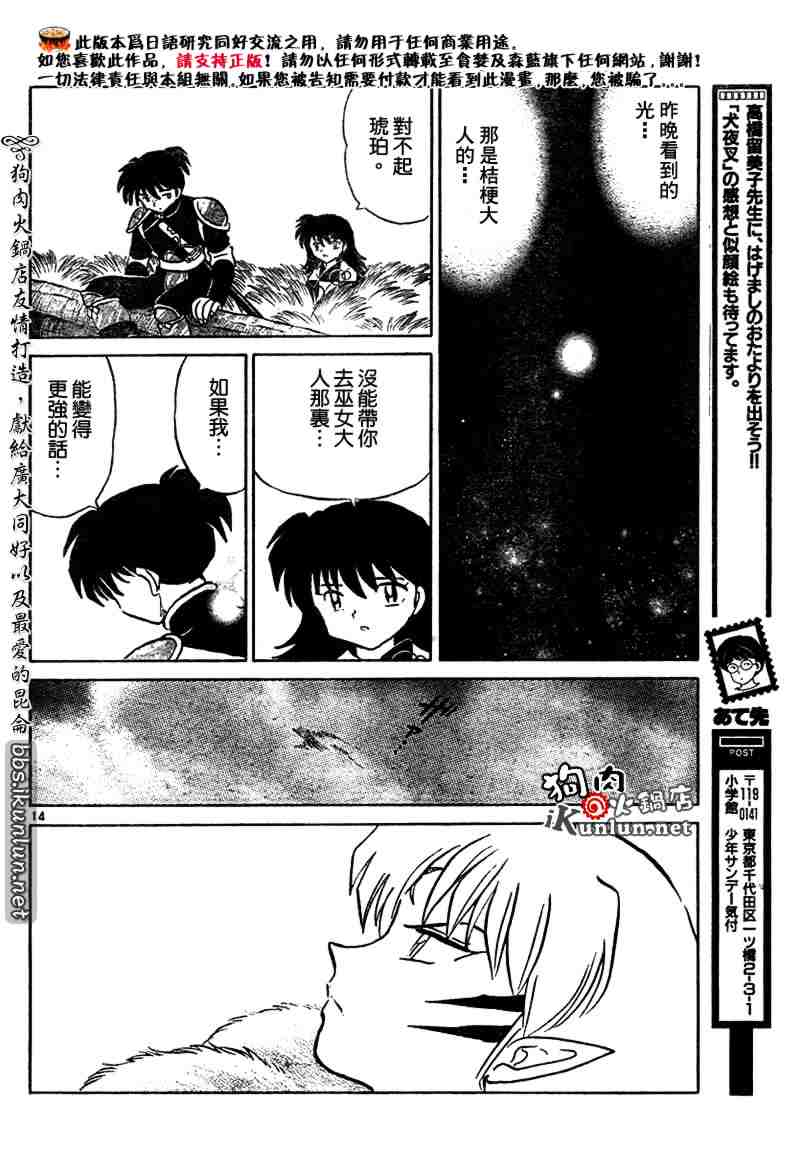 此版本爲日語研究同好交流之用，請勿用于任何商業用途。
如您喜歡此作品，請支持正版！請勿以任何形式轉載至貪婪及森藍旗下任何網站，謝謝！
一切法律責任與本組無關.如果您被告知需要付款才能看到此漫畫，那麼，您被騙了......
昨晚看到的
光…
那是桔梗大
人的…
對不起
琥珀。
沒能帶你
去巫女大
人那裏…
如果我…
能變得
更強的話…
14
狗肉火鍋店友情打造，獻給廣大同好以及最愛的昆侖
bbs.ikunlun.net
狗肉
火鍋店
iKunlun.net
高橋留美子先生に、はげましのおたよりを出そう!!
「犬夜叉」の感想と似顔絵も待ってます。
あて先
POST
〒119-0141 東京都千代田区一ツ橋2-3-1
小学館 少年サンデー気付